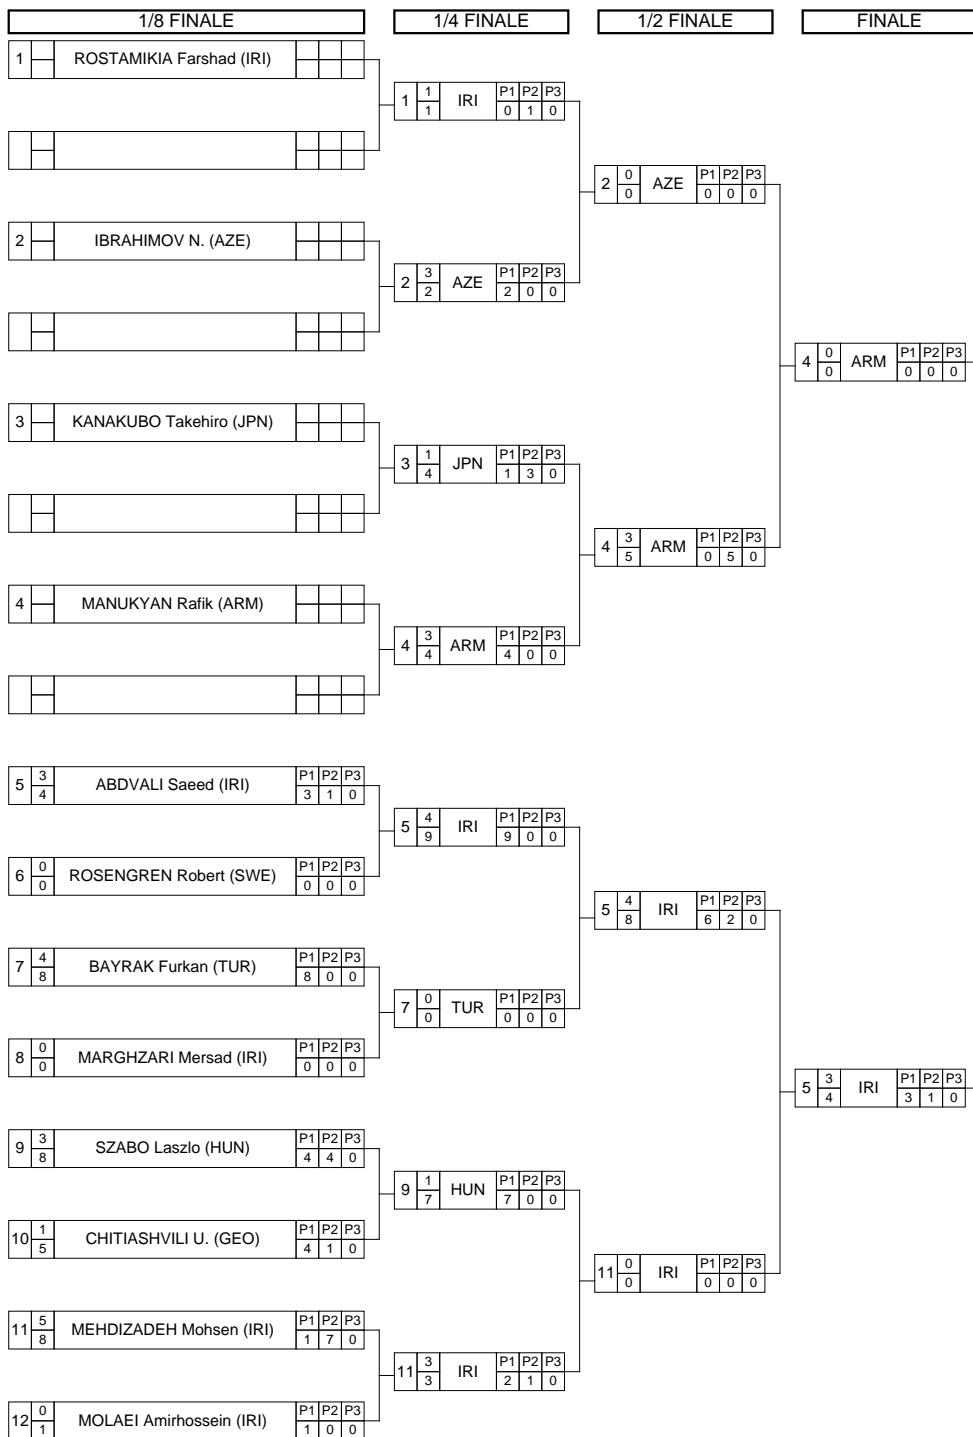 1/8 FINALE 1/4 FINALE 1/2 FINALE FINALE
1 ROSTAMIKIA Farshad (IRI)
1 1 IRI P1 P2 P3
1 0 1 0
2 0 AZE P1 P2 P3
0 0 0 0
2 IBRAHIMOV N. (AZE)
2 3 AZE P1 P2 P3
2 2 0 0
4 0 ARM P1 P2 P3
0 0 0 0
3 KANAKUBO Takehiro (JPN)
3 1 JPN P1 P2 P3
4 1 3 0
4 3 ARM P1 P2 P3
5 0 5 0
4 MANUKYAN Rafik (ARM)
4 3 ARM P1 P2 P3
4 4 0 0
5 3 ABDVALI Saeed (IRI) P1 P2 P3
4 3 1 0
5 4 IRI P1 P2 P3
9 9 0 0
6 0 ROSENGREN Robert (SWE) P1 P2 P3
0 0 0 0
5 4 IRI P1 P2 P3
8 6 2 0
7 4 BAYRAK Furkan (TUR) P1 P2 P3
8 8 0 0
7 0 TUR P1 P2 P3
0 0 0 0
8 0 MARGHZARI Mersad (IRI) P1 P2 P3
0 0 0 0
5 3 IRI P1 P2 P3
4 3 1 0
9 3 SZABO Laszlo (HUN) P1 P2 P3
8 4 4 0
9 1 HUN P1 P2 P3
7 7 0 0
10 1 CHITIASHVILI U. (GEO) P1 P2 P3
5 4 1 0
11 0 IRI P1 P2 P3
0 0 0 0
11 5 MEHDIZADEH Mohsen (IRI) P1 P2 P3
8 1 7 0
11 3 IRI P1 P2 P3
3 2 1 0
12 0 MOLAEI Amirhossein (IRI) P1 P2 P3
1 1 0 0